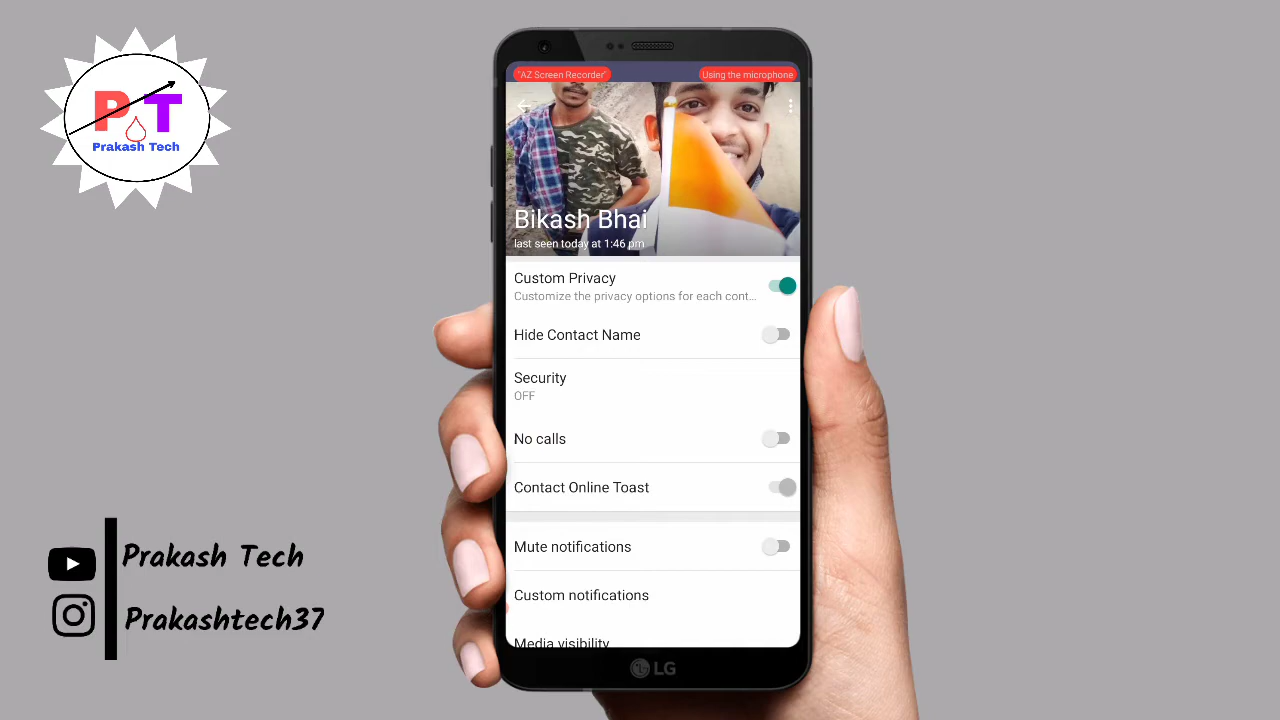 P T
Prakash Tech
"AZ Screen Recorder"
Using the microphone
Bikash Bhai
last seen today at 1:46 pm
Custom Privacy
Customize the privacy options for each cont...
Hide Contact Name
Security
OFF
No calls
Contact Online Toast
Mute notifications
Custom notifications
Media visibility
LG
Prakash Tech
Prakashtech37